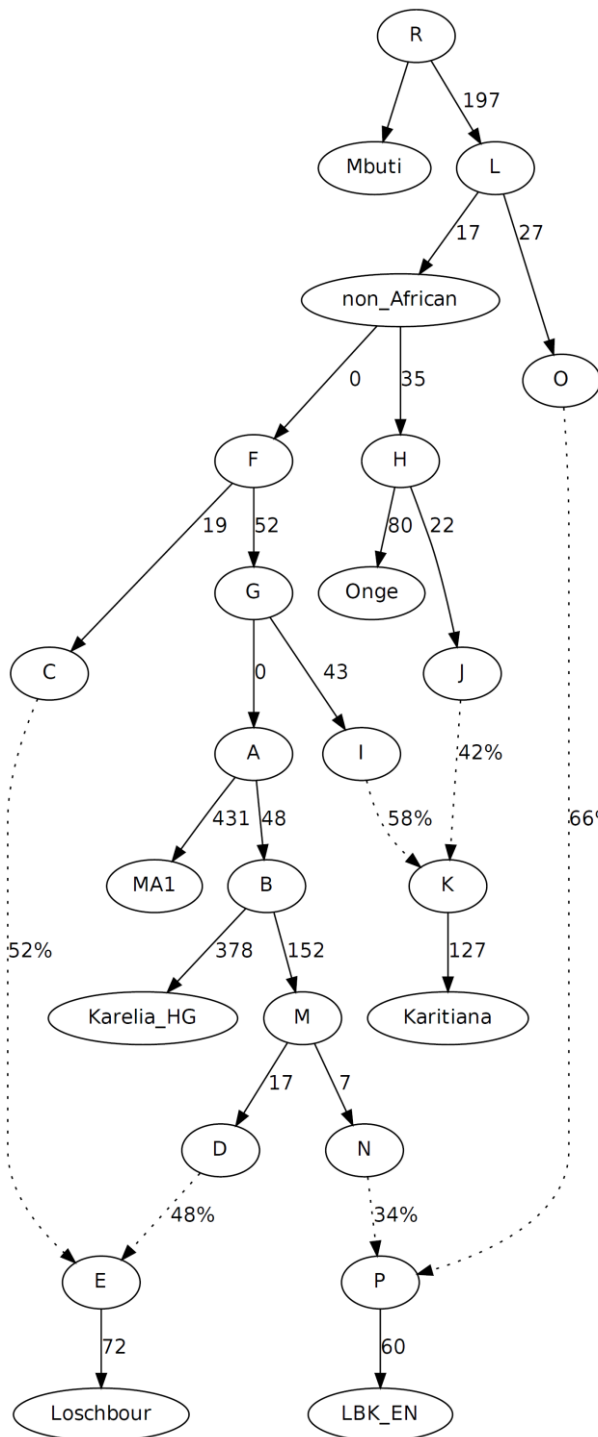 R
197
Mbuti
L
17
27
non_African
O
0
35
F
H
19
52
80
22
G
Onge
C
J
0
43
A
I
42%
431
48
58%
66%
MA1
B
K
52%
378
152
127
Karelia_HG
M
Karitiana
17
7
D
N
48%
34%
E
P
72
60
Loschbour
LBK_EN